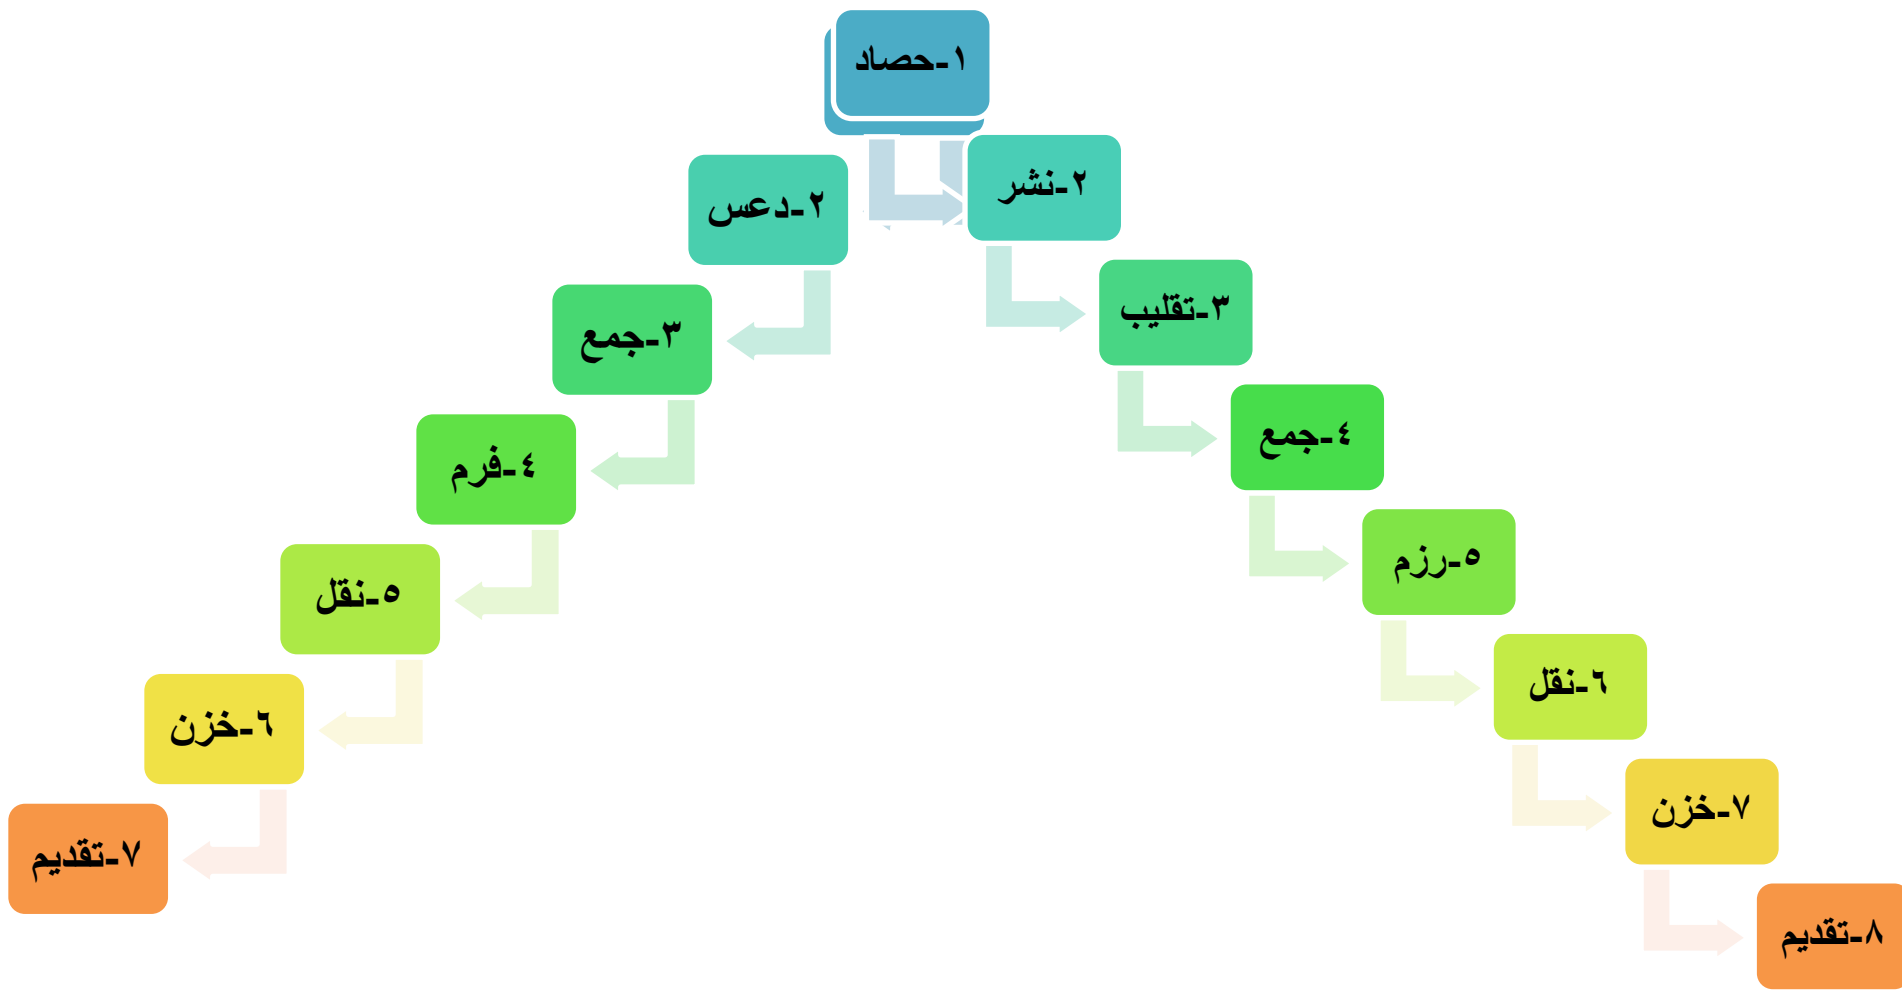 ١-حصاد
٢-نشر
٣-تقليب
٤-جمع
٥-رزم
٦-نقل
٧-خزن
٨-تقديم
٢-دعس
٣-جمع
٤-فرم
٥-نقل
٦-خزن
٧-تقديم